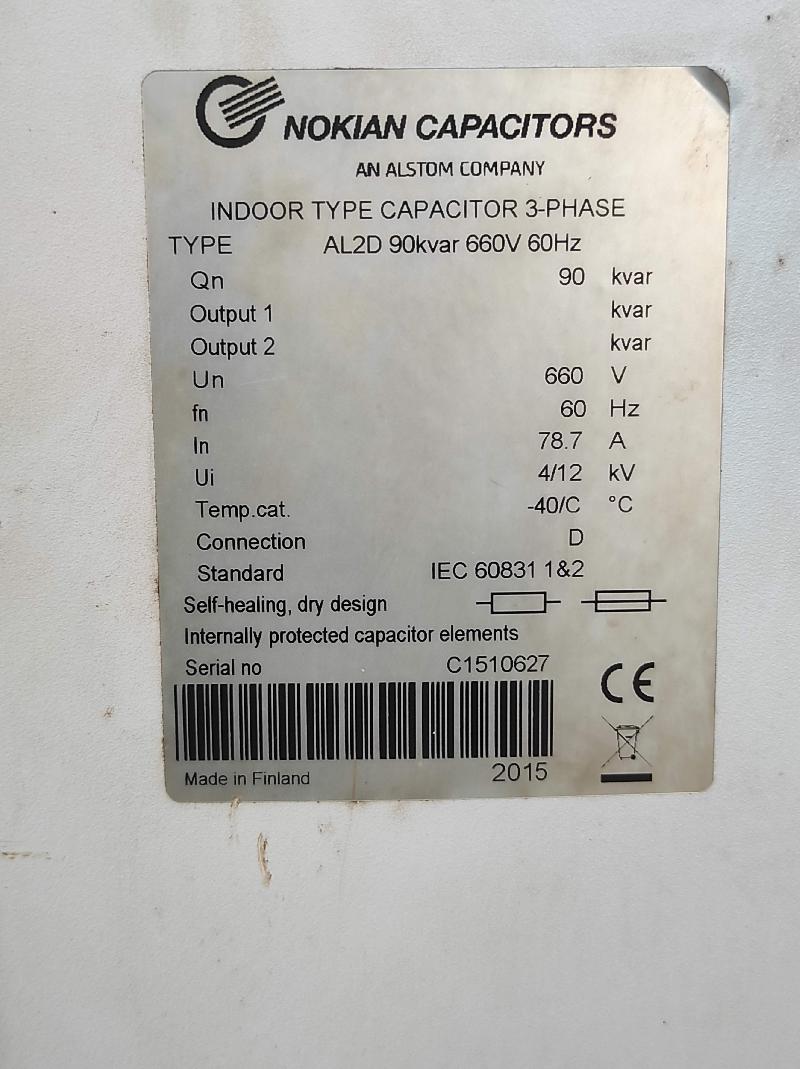 NOKIAN CAPACITORS
AN ALSTOM COMPANY
INDOOR TYPE CAPACITOR 3-PHASE
TYPE AL2D 90kvar 660V 60Hz
Qn 90 kvar
Output 1 kvar
Output 2 kvar
Un 660 V
fn 60 Hz
In 78.7 A
Ui 4/12 kV
Temp.cat. -40/C °C
Connection D
Standard IEC 60831 1&2
Self-healing, dry design
Internally protected capacitor elements
Serial no C1510627
CE
Made in Finland 2015